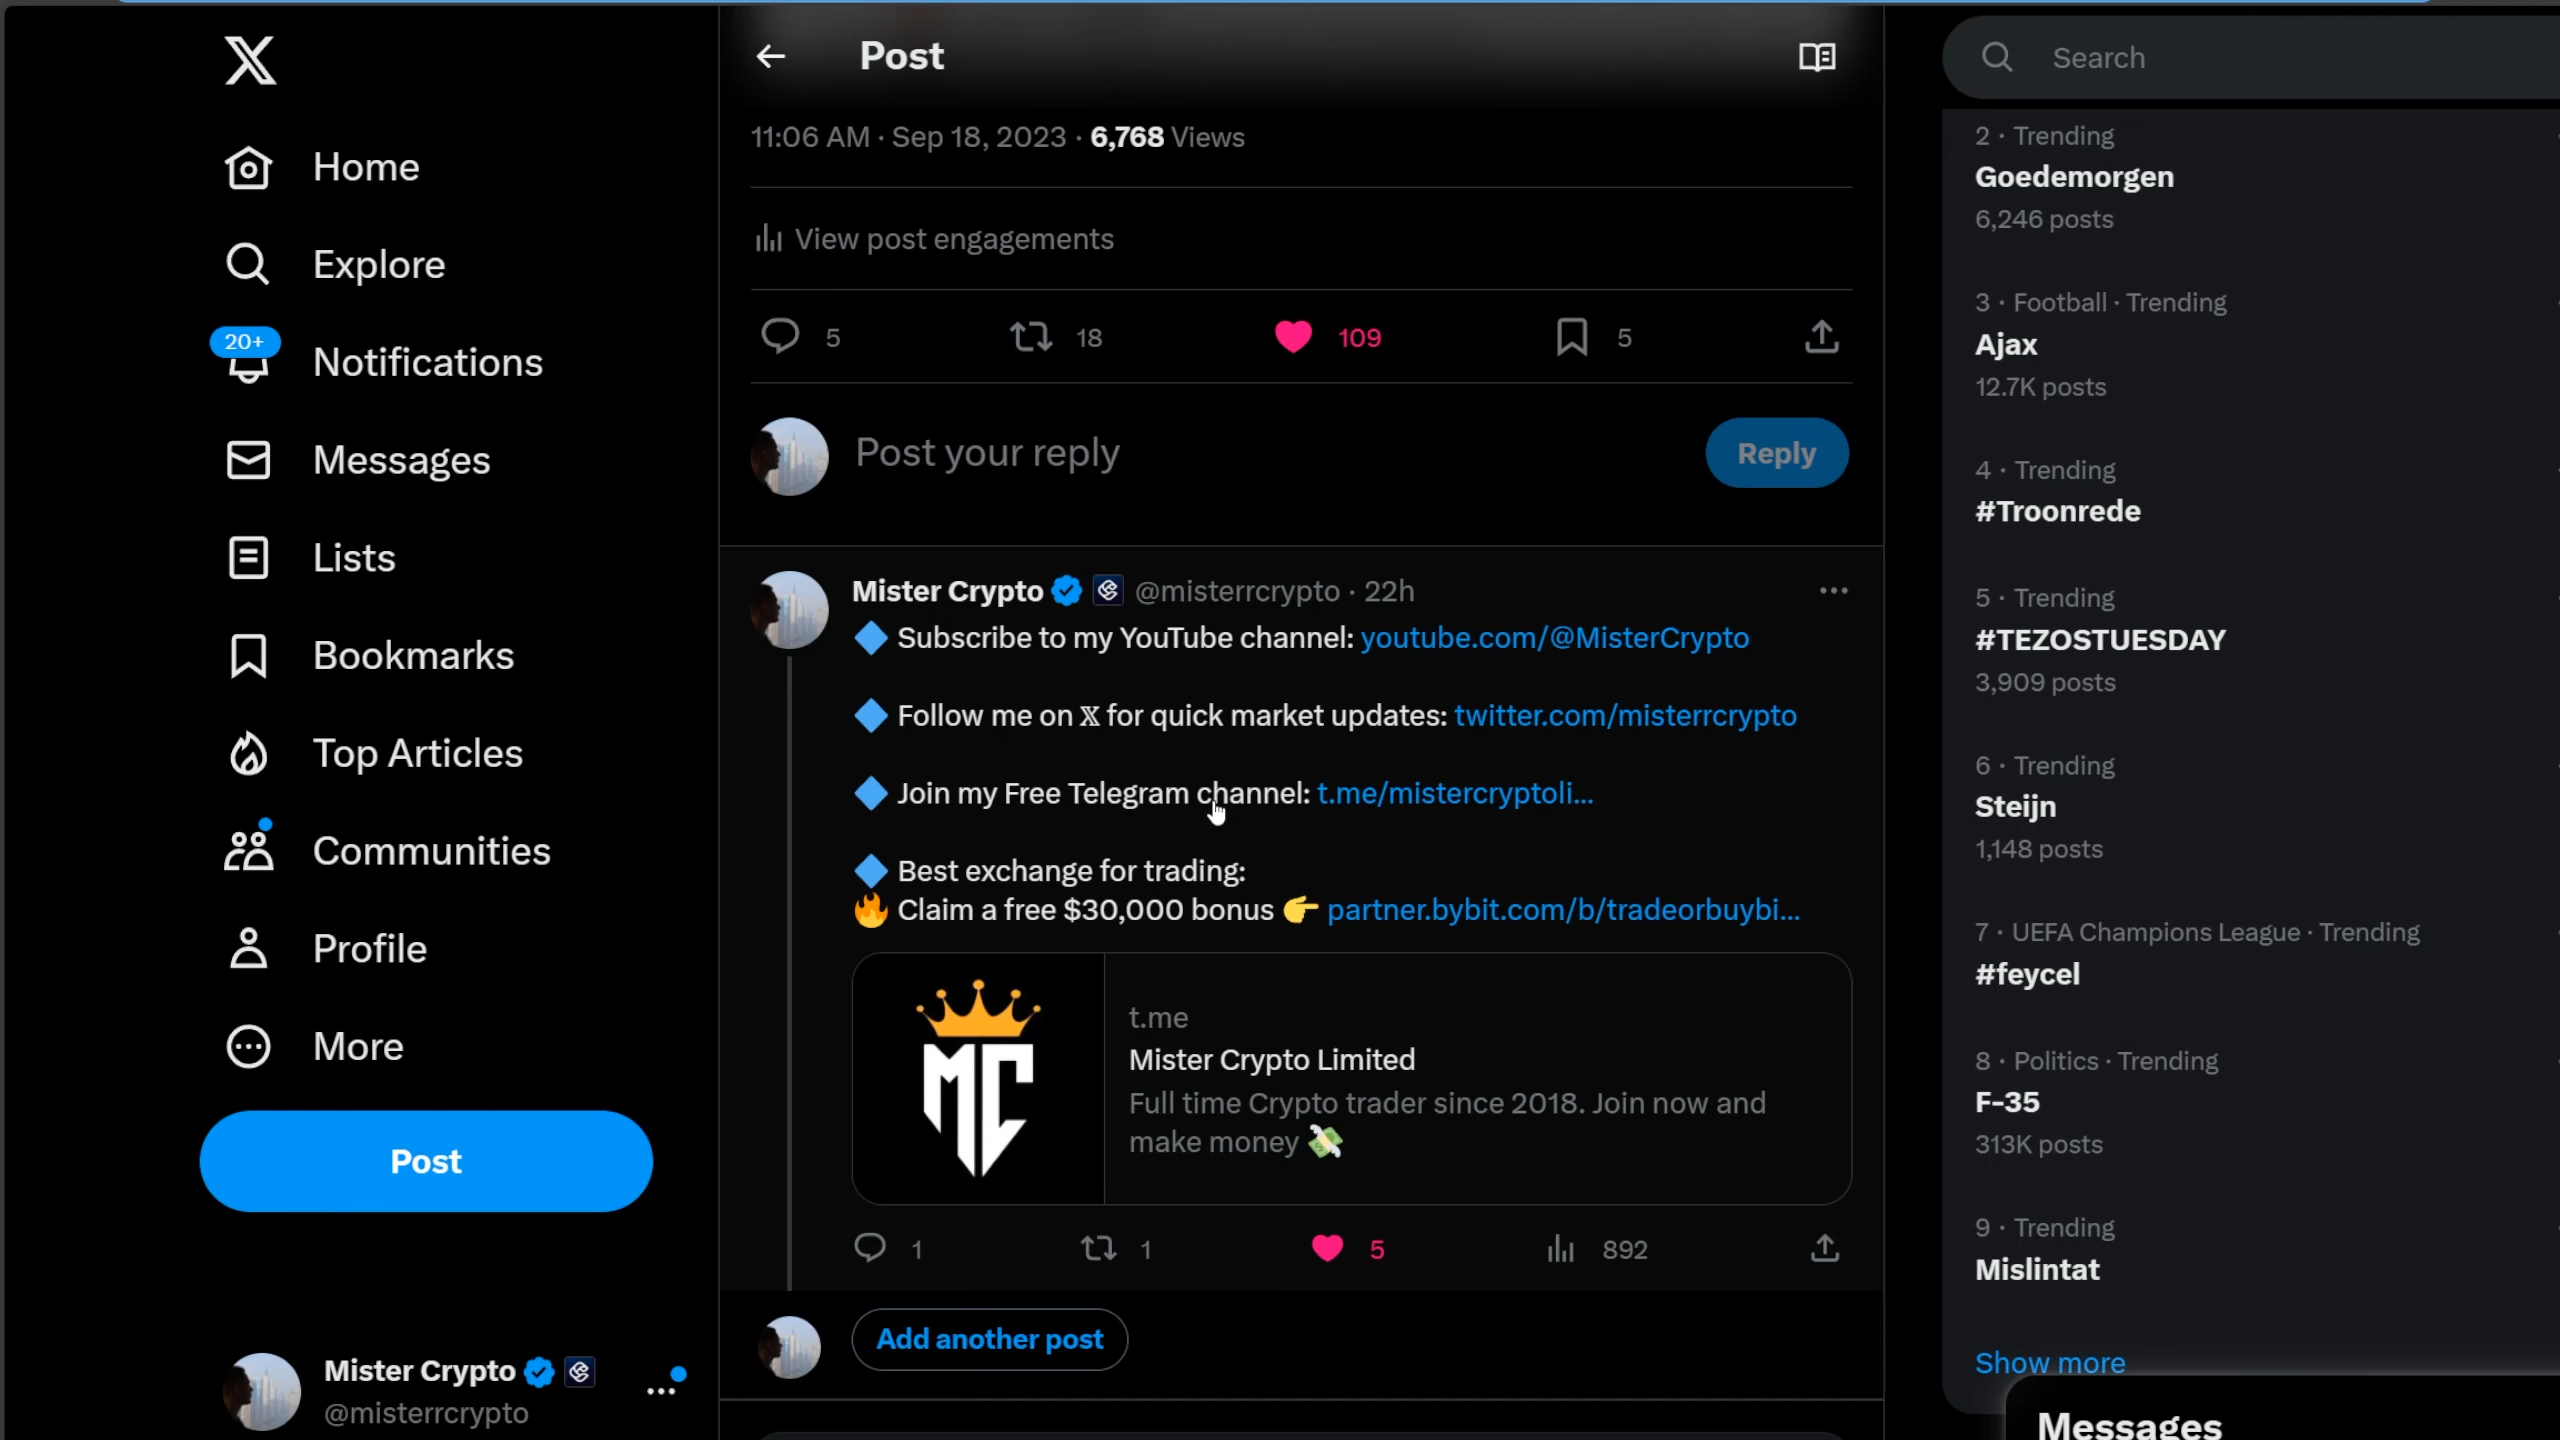 Home
Explore
20+
Notifications
Messages
Lists
Bookmarks
Top Articles
Communities
Profile
More
Post
Mister Crypto
@misterrcrypto
Post
11:06 AM · Sep 18, 2023 · 6,768 Views
View post engagements
5 18 109 5
Post your reply
Reply
Mister Crypto @misterrcrypto · 22h
🔷 Subscribe to my YouTube channel: youtube.com/@MisterCrypto
🔷 Follow me on 𝕏 for quick market updates: twitter.com/misterrcrypto
🔷 Join my Free Telegram channel: t.me/mistercryptoli...
🔷 Best exchange for trading:
🔥 Claim a free $30,000 bonus 👉 partner.bybit.com/b/tradeorbuybi...
MC
t.me
Mister Crypto Limited
Full time Crypto trader since 2018. Join now and
make money 💸
1 1 5 892
Add another post
Search
2 · Trending
Goedemorgen
6,246 posts
3 · Football · Trending
Ajax
12.7K posts
4 · Trending
#Troonrede
5 · Trending
#TEZOSTUESDAY
3,909 posts
6 · Trending
Steijn
1,148 posts
7 · UEFA Champions League · Trending
#feycel
8 · Politics · Trending
F-35
313K posts
9 · Trending
Mislintat
Show more
Messages